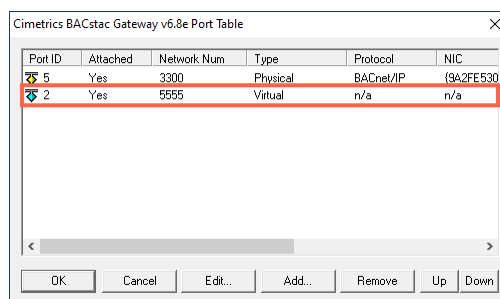 Cimetrics BACstac Gateway v6.8e Port Table
Port ID Attached Network Num Type Protocol NIC
5 Yes 3300 Physical BACnet/IP {9A2FE530
2 Yes 5555 Virtual n/a n/a
OK Cancel Edit... Add... Remove Up Down